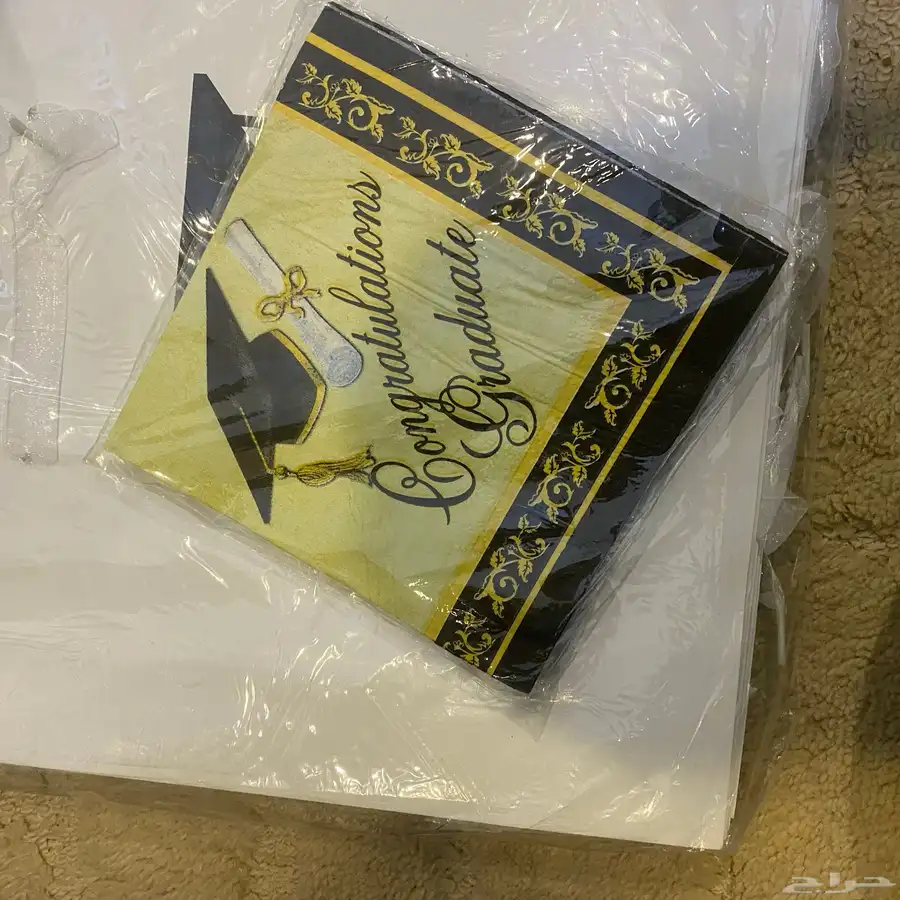 Congratulations
Graduate
حراج